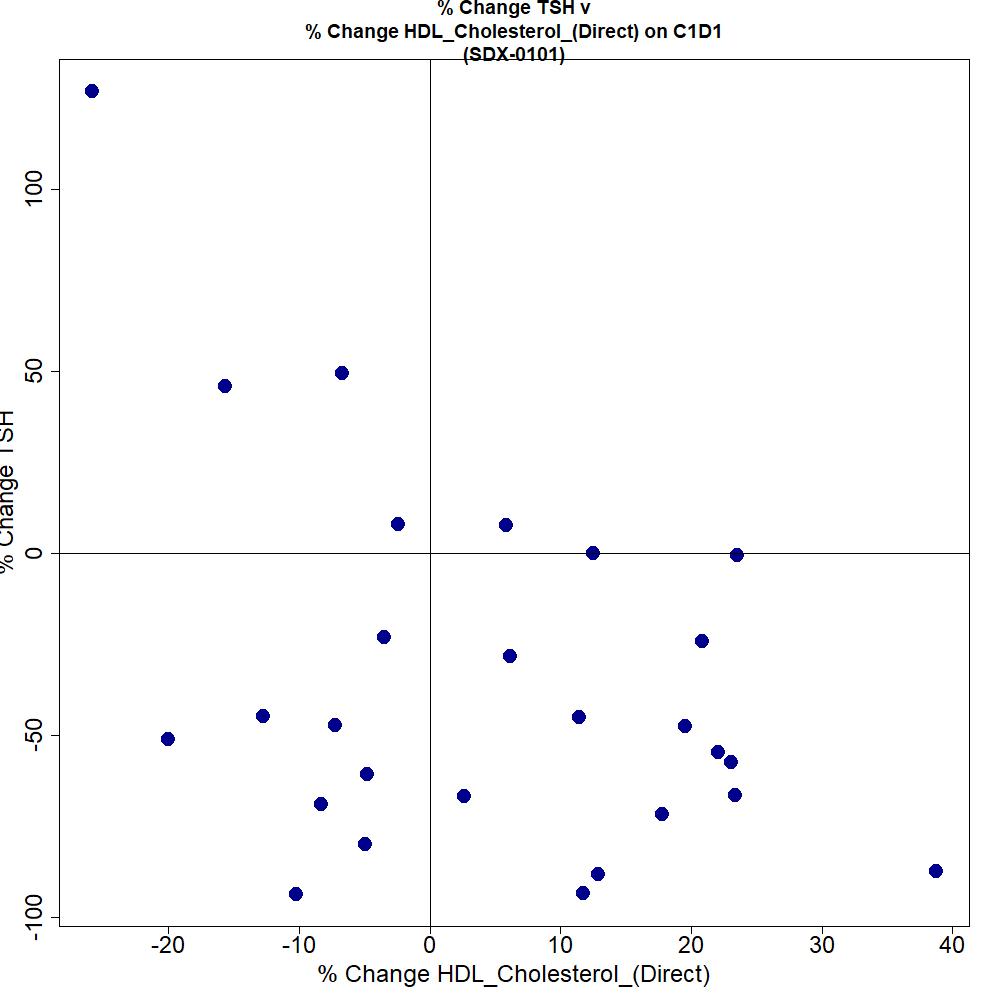 % Change TSH v
% Change HDL_Cholesterol_(Direct) on C1D1
(SDX-0101)
% Change TSH
100
50
0
-50
-100
-20
-10
0
10
20
30
40
% Change HDL_Cholesterol_(Direct)